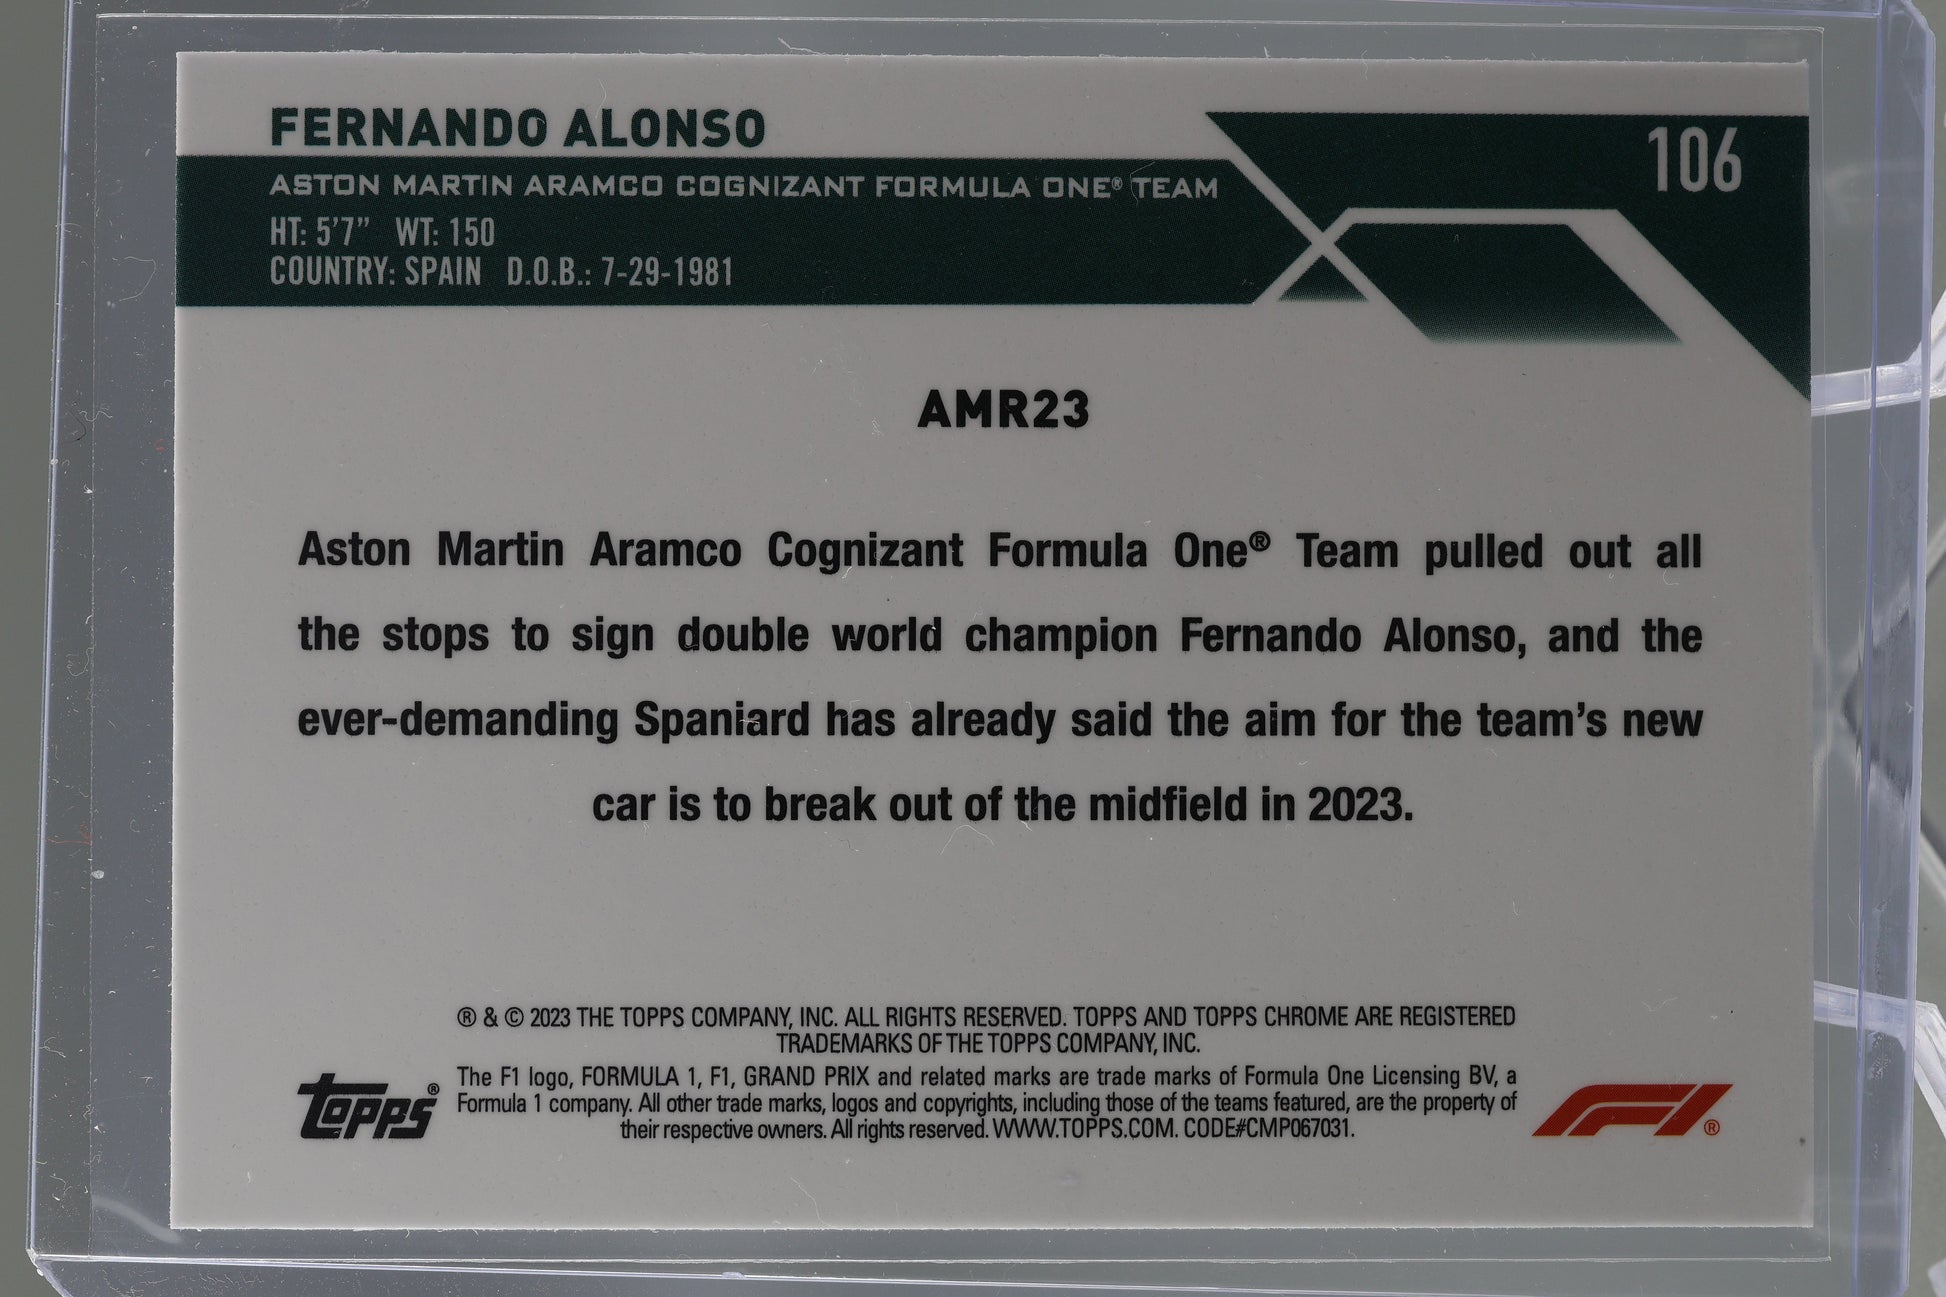 FERNANDO ALONSO
106
ASTON MARTIN ARAMCO COGNIZANT FORMULA ONE® TEAM
HT: 5'7” WT: 150
COUNTRY: SPAIN D.O.B.: 7-29-1981
AMR23
Aston Martin Aramco Cognizant Formula One® Team pulled out all
the stops to sign double world champion Fernando Alonso, and the
ever-demanding Spaniard has already said the aim for the team’s new
car is to break out of the midfield in 2023.
® & © 2023 THE TOPPS COMPANY, INC. ALL RIGHTS RESERVED. TOPPS AND TOPPS CHROME ARE REGISTERED
TRADEMARKS OF THE TOPPS COMPANY, INC.
The F1 logo, FORMULA 1, F1, GRAND PRIX and related marks are trade marks of Formula One Licensing BV, a
Formula 1 company. All other trade marks, logos and copyrights, including those of the teams featured, are the property of
their respective owners. All rights reserved. WWW.TOPPS.COM. CODE#CMP067031.
Topps®
F1®